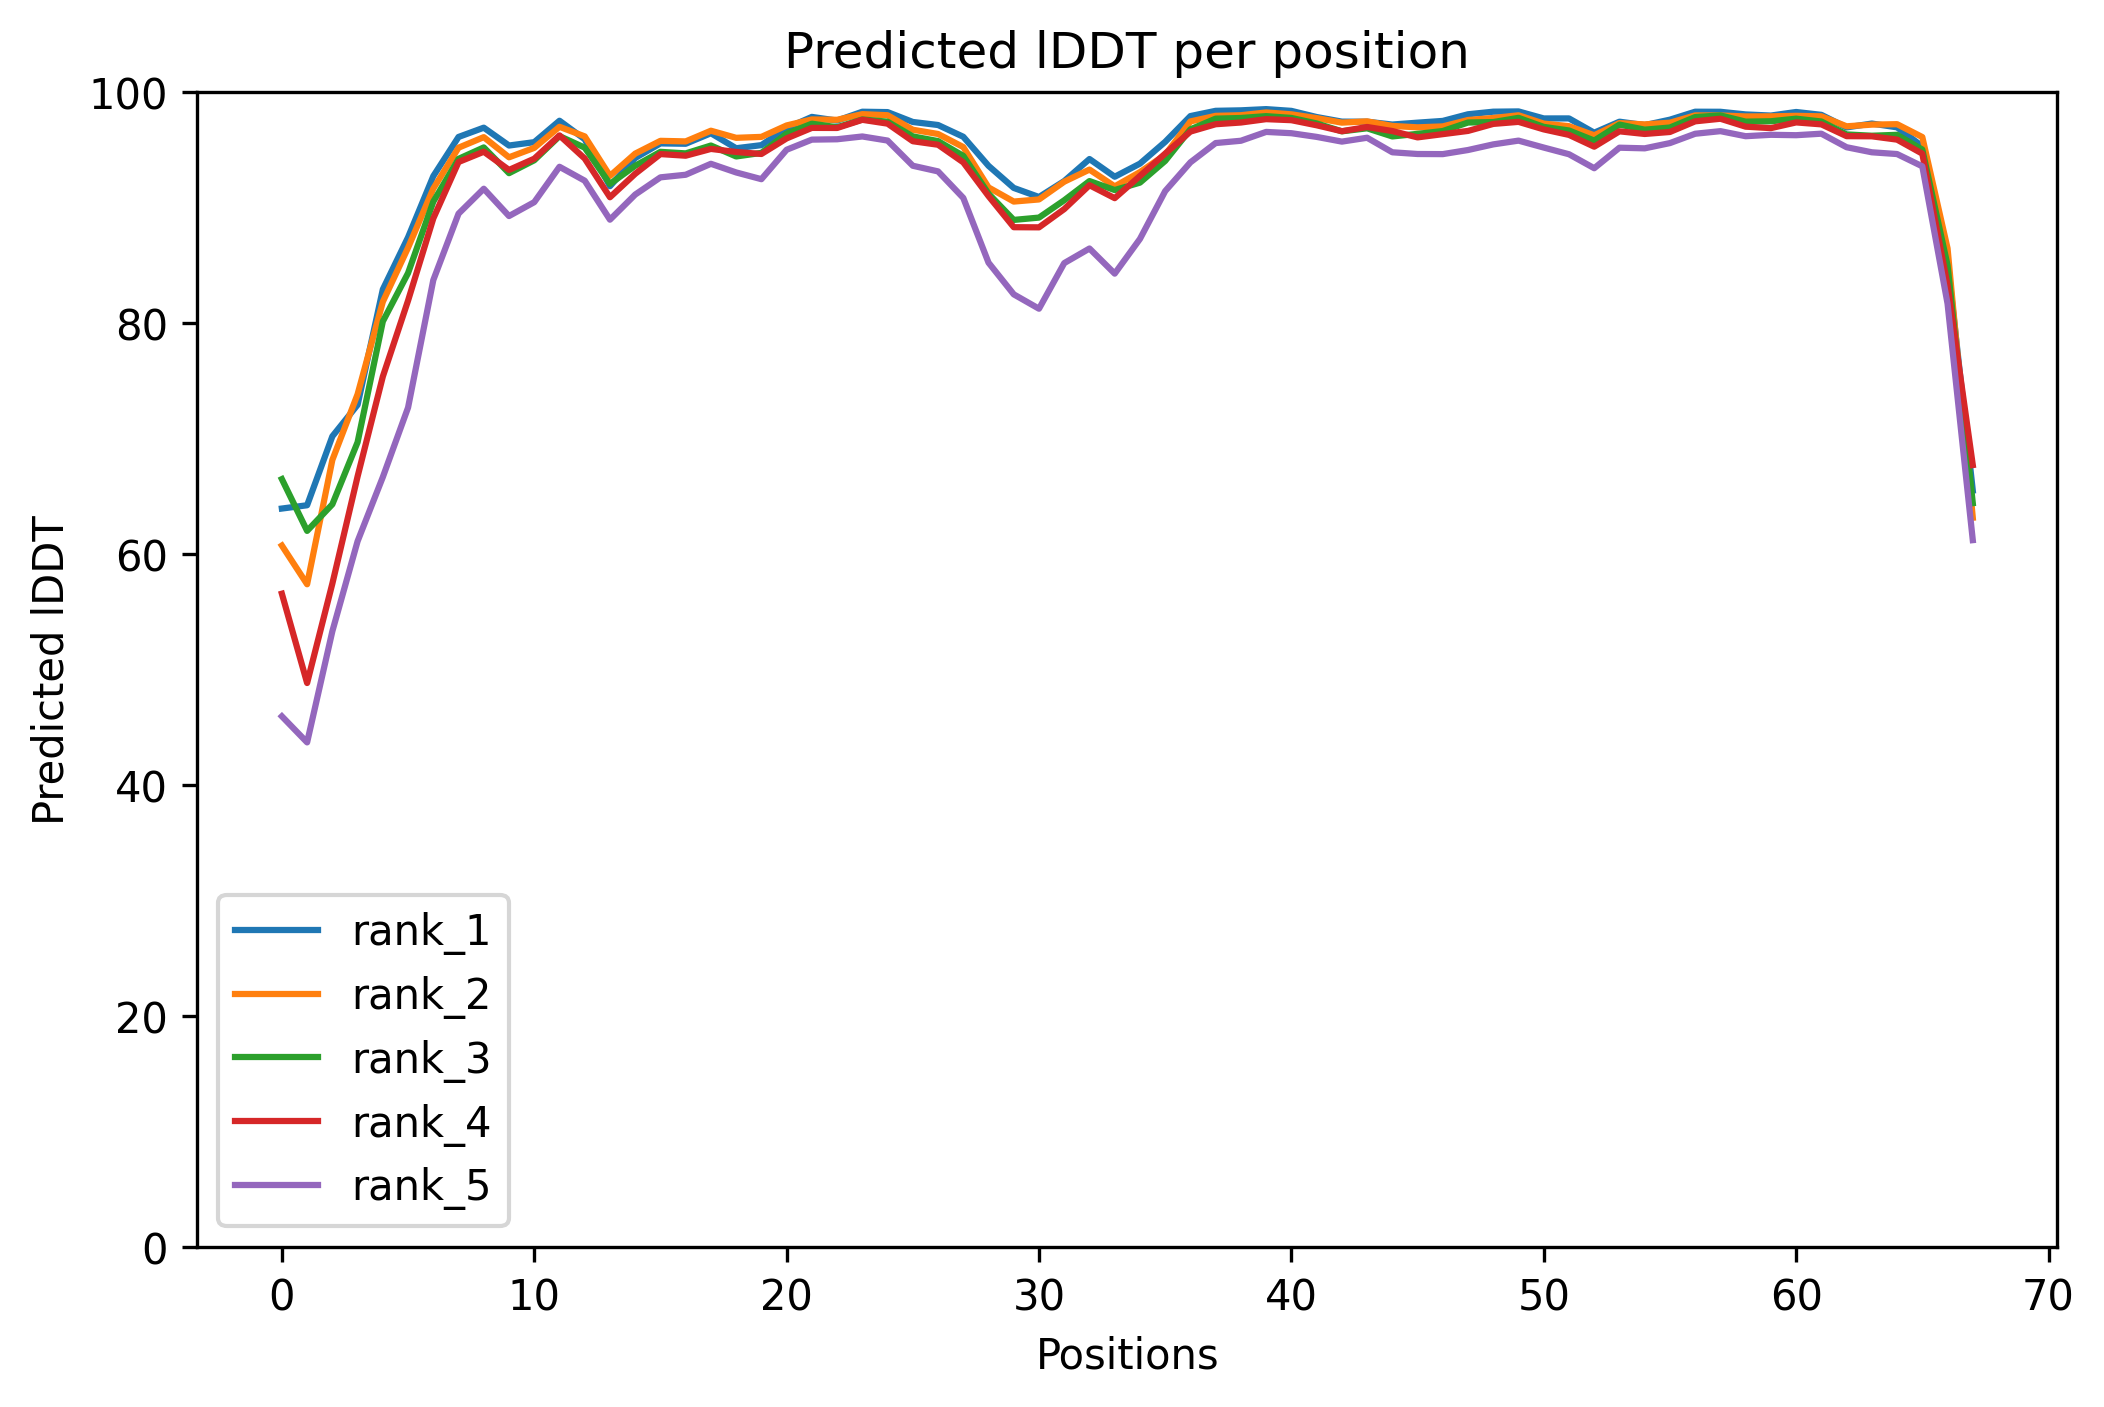 Predicted lDDT per position
100
80
60
40
20
0
Predicted lDDT
rank_1
rank_2
rank_3
rank_4
rank_5
0 10 20 30 40 50 60 70
Positions